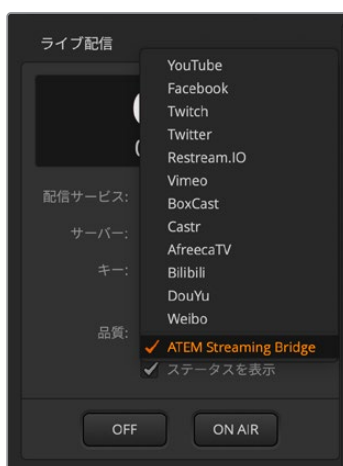 ライブ配信
YouTube
Facebook
Twitch
Twitter
Restream.IO
Vimeo
BoxCast
Castr
AfreecaTV
Bilibili
DouYu
Weibo
✓ ATEM Streaming Bridge
配信サービス:
サーバー:
キー:
品質:
ステータスを表示
OFF
ON AIR